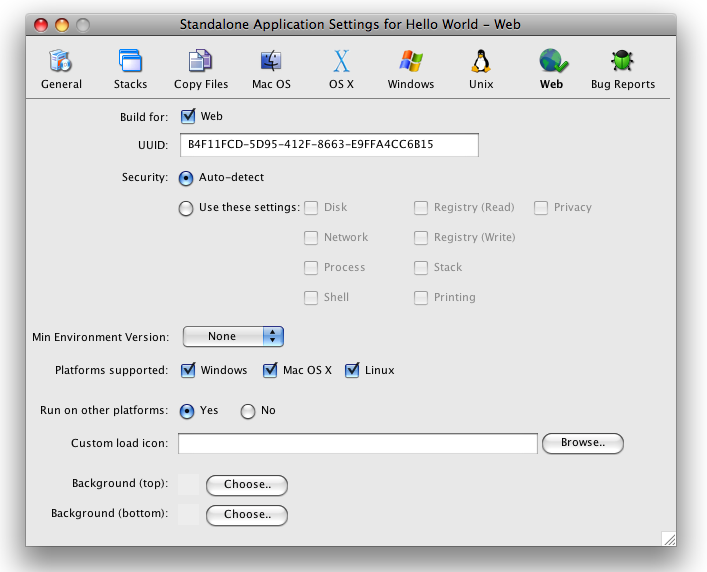 Standalone Application Settings for Hello World - Web
General Stacks Copy Files Mac OS OS X Windows Unix Web Bug Reports
Build for: Web
UUID: B4F11FCD-5D95-412F-8663-E9FFA4CC6B15
Security: Auto-detect
Use these settings: Disk Registry (Read) Privacy
Network Registry (Write)
Process Stack
Shell Printing
Min Environment Version: None
Platforms supported: Windows Mac OS X Linux
Run on other platforms: Yes No
Custom load icon: Browse..
Background (top): Choose..
Background (bottom): Choose..